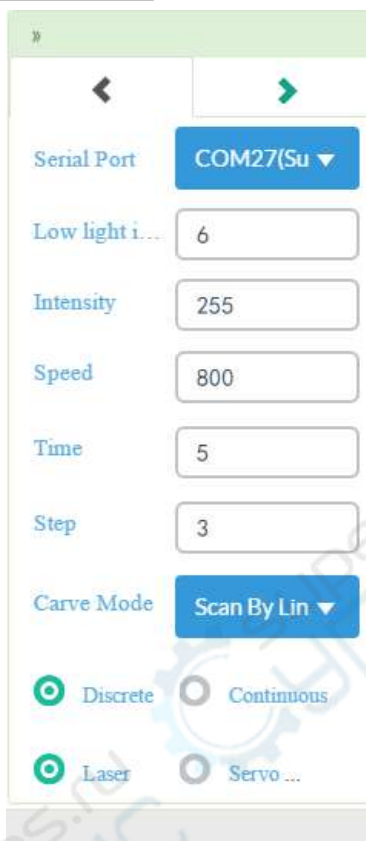 »
Serial Port COM27(Su
Low light i... 6
Intensity 255
Speed 800
Time 5
Step 3
Carve Mode Scan By Lin
Discrete Continuous
Laser Servo ...